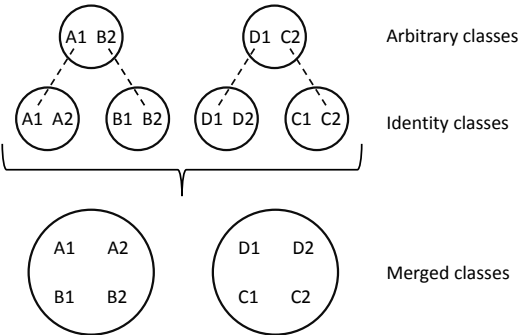 A1 B2 D1 C2 Arbitrary classes
A1 A2 B1 B2 D1 D2 C1 C2 Identity classes
A1 A2 D1 D2
B1 B2 C1 C2 Merged classes